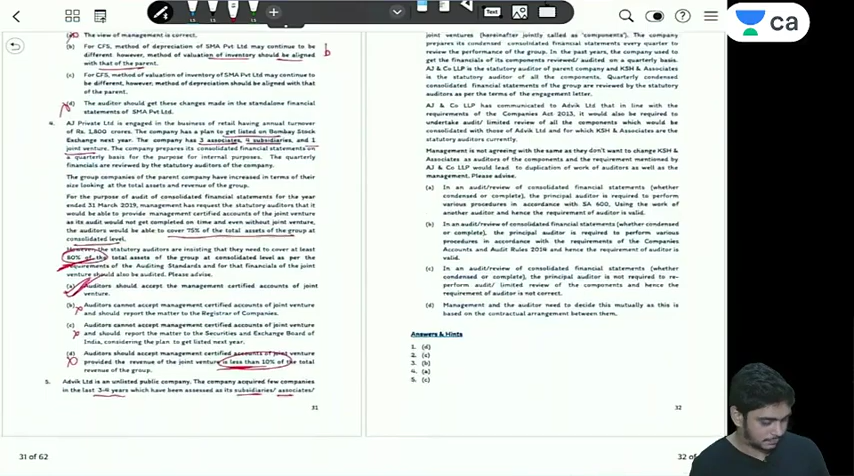 Text
ca
(a) The view of management is correct.
(b) For CFS, method of depreciation of SMA Pvt Ltd may continue to be
different however, method of valuation of inventory should be aligned
with that of the parent.
b
(c) For CFS, method of valuation of inventory of SMA Pvt Ltd may continue
to be different, however, method of depreciation should be aligned with that
of the parent.
(d) The auditor should get these changes made in the standalone financial
statements of SMA Pvt Ltd.
4. AJ Private Ltd is engaged in the business of retail having annual turnover
of Rs. 1,800 crores. The company has a plan to get listed on Bombay Stock
Exchange next year. The company has 3 associates, 4 subsidiaries, and 1
joint venture. The company prepares its consolidated financial statements on
a quarterly basis for the purpose for internal purposes. The quarterly
financials are reviewed by the statutory auditors of the company.
The group companies of the parent company have increased in terms of their
size looking at the total assets and revenue of the group.
For the purpose of audit of consolidated financial statements for the year
ended 31 March 2019, management has request the statutory auditors that it
would be able to provide management certified accounts of the joint venture
as its audit would not get completed on time and even without joint venture,
the auditors would be able to cover 75% of the total assets of the group at
consolidated level.
However, the statutory auditors are insisting that they need to cover at least
80% of the total assets of the group at consolidated level as per the
requirements of the Auditing Standards and for that financials of the joint
venture should also be audited. Please advise.
(a) Auditors should accept the management certified accounts of joint
venture.
(b) Auditors cannot accept management certified accounts of joint venture
and should report the matter to the Registrar of Companies.
(c) Auditors cannot accept management certified accounts of joint venture
and should report the matter to the Securities and Exchange Board of
India, considering the plan to get listed next year.
(d) Auditors should accept management certified accounts of joint venture
provided the revenue of the joint venture is less than 10% of the total
revenue of the group.
5. Advik Ltd is an unlisted public company. The company acquired few companies
in the last 3-4 years which have been assessed as its subsidiaries/ associates/
31
31 of 62
joint ventures (hereinafter jointly called as 'components'). The company
prepares its condensed consolidated financial statements every quarter to
review the performance of the group. In the past years, the company used to
get the financials of its components reviewed/ audited on a quarterly basis.
AJ & Co LLP is the statutory auditor of parent company and KSH & Associates
is the statutory auditor of all the components. Quarterly condensed
consolidated financial statements of the group are reviewed by the statutory
auditors as per the terms of the engagement letter.
AJ & Co LLP has communicated to Advik Ltd that in line with the
requirements of the Companies Act 2013, it would also be required to
undertake audit/ limited review of all the components which would be
consolidated with those of Advik Ltd and for which KSH & Associates are the
statutory auditors currently.
Management is not agreeing with the same as they don't want to change KSH &
Associates as auditors of the components and the requirement mentioned by
AJ & Co LLP would lead to duplication of work of auditors as well as the
management. Please advise.
(a) In an audit/review of consolidated financial statements (whether
condensed or complete), the principal auditor is required to perform
various procedures in accordance with SA 600, Using the work of
another auditor and hence the requirement of auditor is valid.
(b) In an audit/review of consolidated financial statements (whether condensed
or complete), the principal auditor is required to perform various
procedures in accordance with the requirements of the Companies
Accounts and Audit Rules 2014 and hence the requirement of auditor is
valid.
(c) In an audit/review of consolidated financial statements (whether
condensed or complete), the principal auditor is not required to re-
perform audit/ limited review of the components and hence the
requirement of auditor is not correct.
(d) Management and the auditor need to decide this mutually as this is
based on the contractual arrangement between them.
Answers & Hints
1. (d)
2. (c)
3. (b)
4. (a)
5. (c)
32
32 of